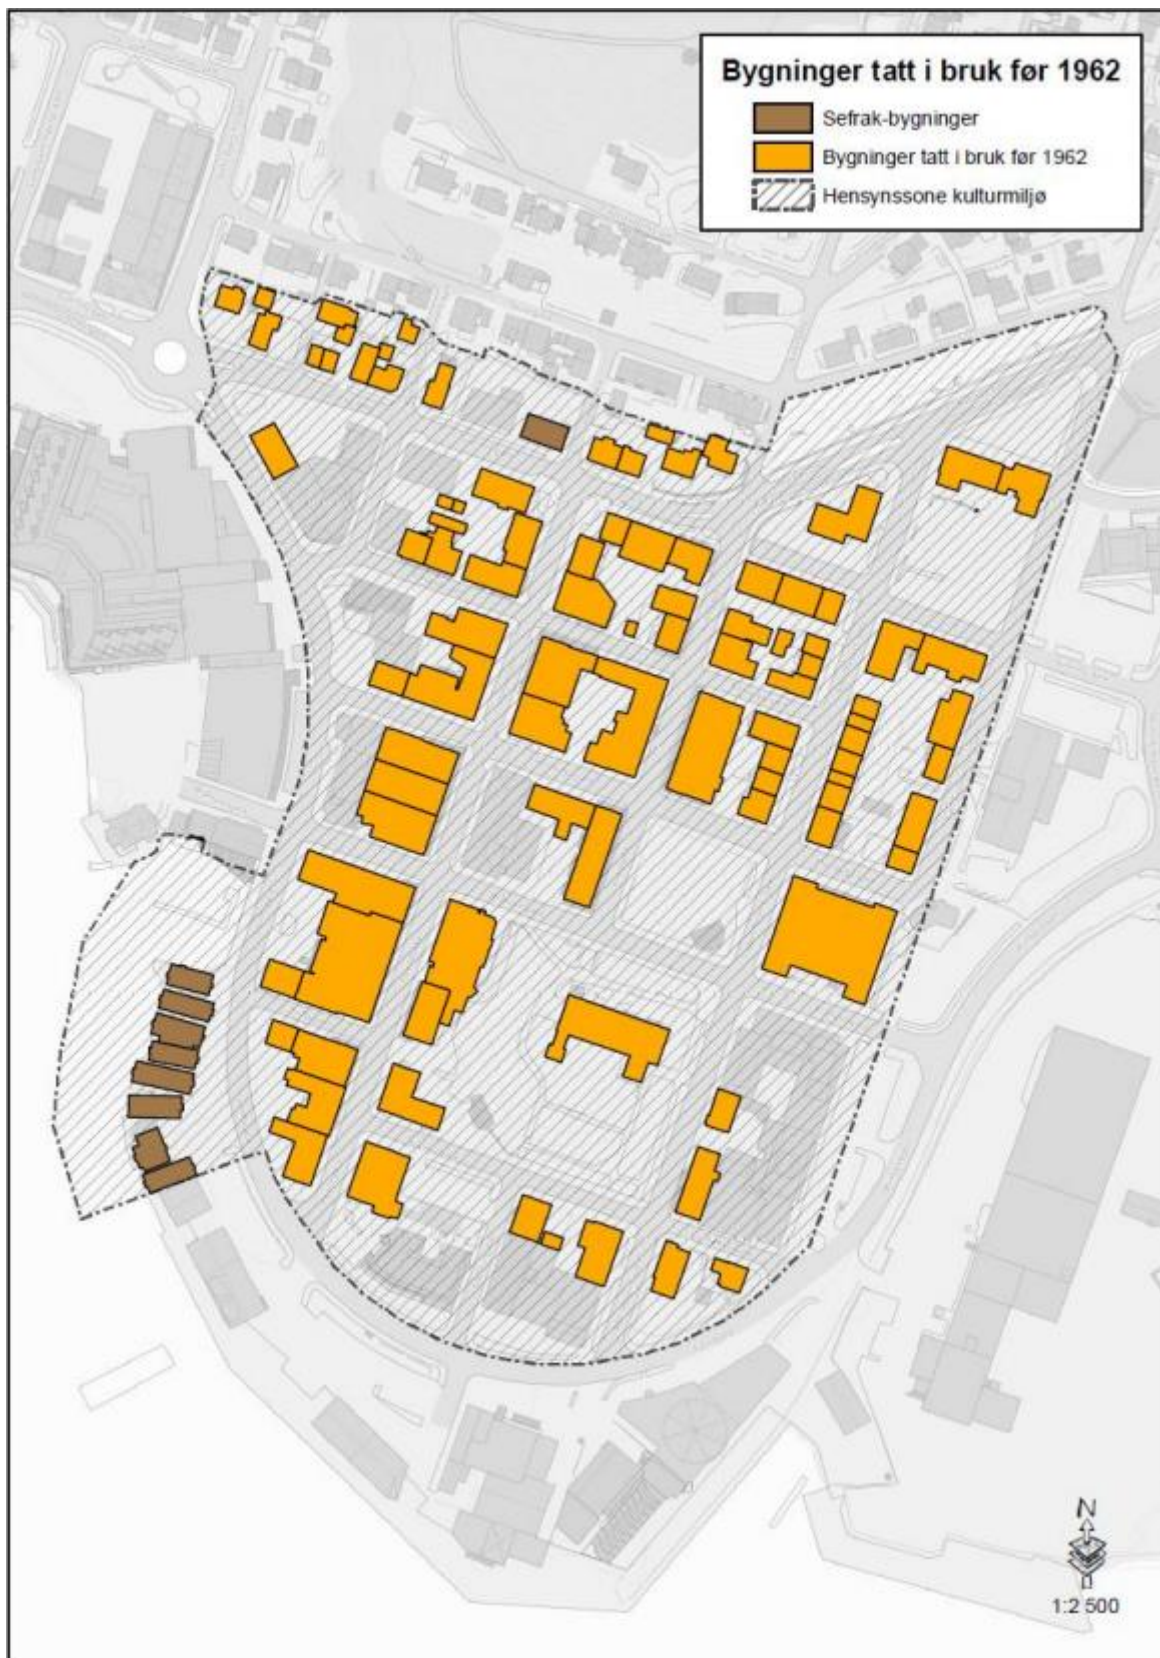 Bygninger tatt i bruk før 1962
Sefrak-bygninger
Bygninger tatt i bruk før 1962
Hensynssone kulturmiljø
N
1:2 500